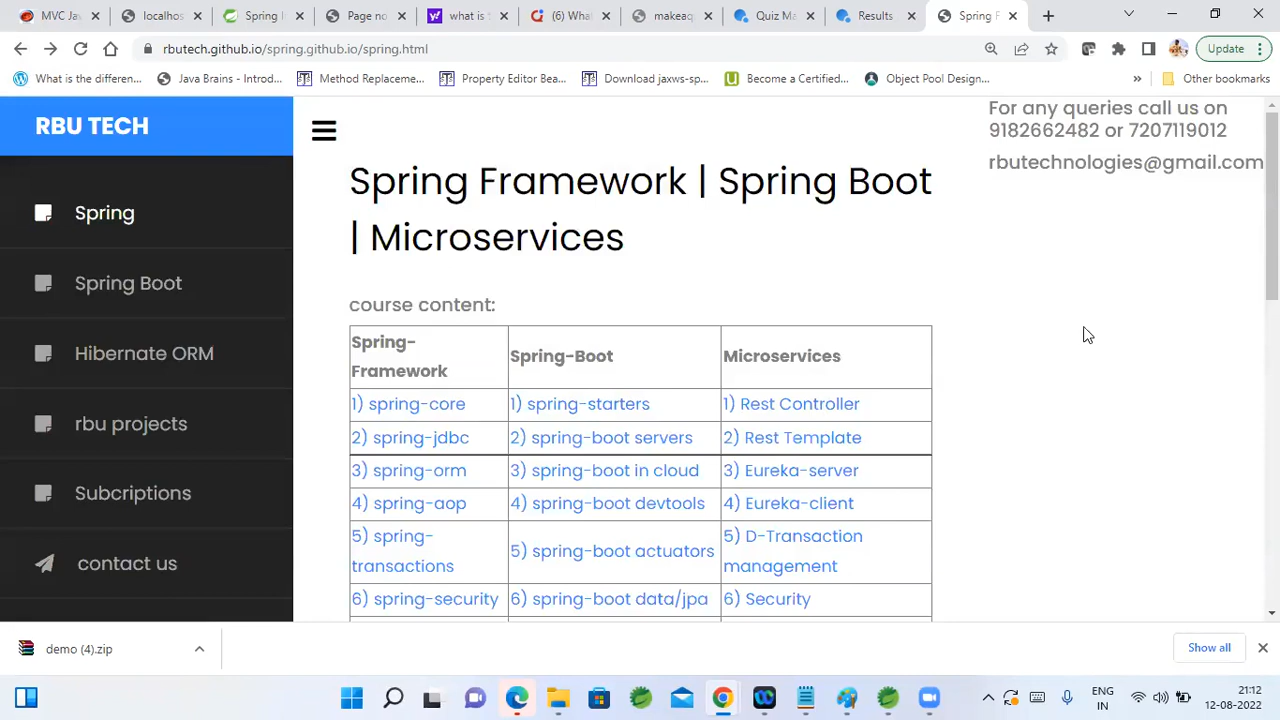 MVC Jav
localhos
Spring I
Page no
what is t
(6) Wha
makeaq
Quiz Ma
Results
Spring F
rbutech.github.io/spring.github.io/spring.html
Update
What is the differen...
Java Brains - Introd...
Method Replaceme...
Property Editor Bea...
Download jaxws-sp...
Become a Certified...
Object Pool Design...
»
Other bookmarks
RBU TECH
Spring
Spring Boot
Hibernate ORM
rbu projects
Subcriptions
contact us
For any queries call us on
9182662482 or 7207119012
rbutechnologies@gmail.com
Spring Framework | Spring Boot
| Microservices
course content:
Spring-
Framework
Spring-Boot
Microservices
1) spring-core
1) spring-starters
1) Rest Controller
2) spring-jdbc
2) spring-boot servers
2) Rest Template
3) spring-orm
3) spring-boot in cloud
3) Eureka-server
4) spring-aop
4) spring-boot devtools
4) Eureka-client
5) spring-
transactions
5) spring-boot actuators
5) D-Transaction
management
6) spring-security
6) spring-boot data/jpa
6) Security
demo (4).zip
Show all
ENG
IN
21:12
12-08-2022